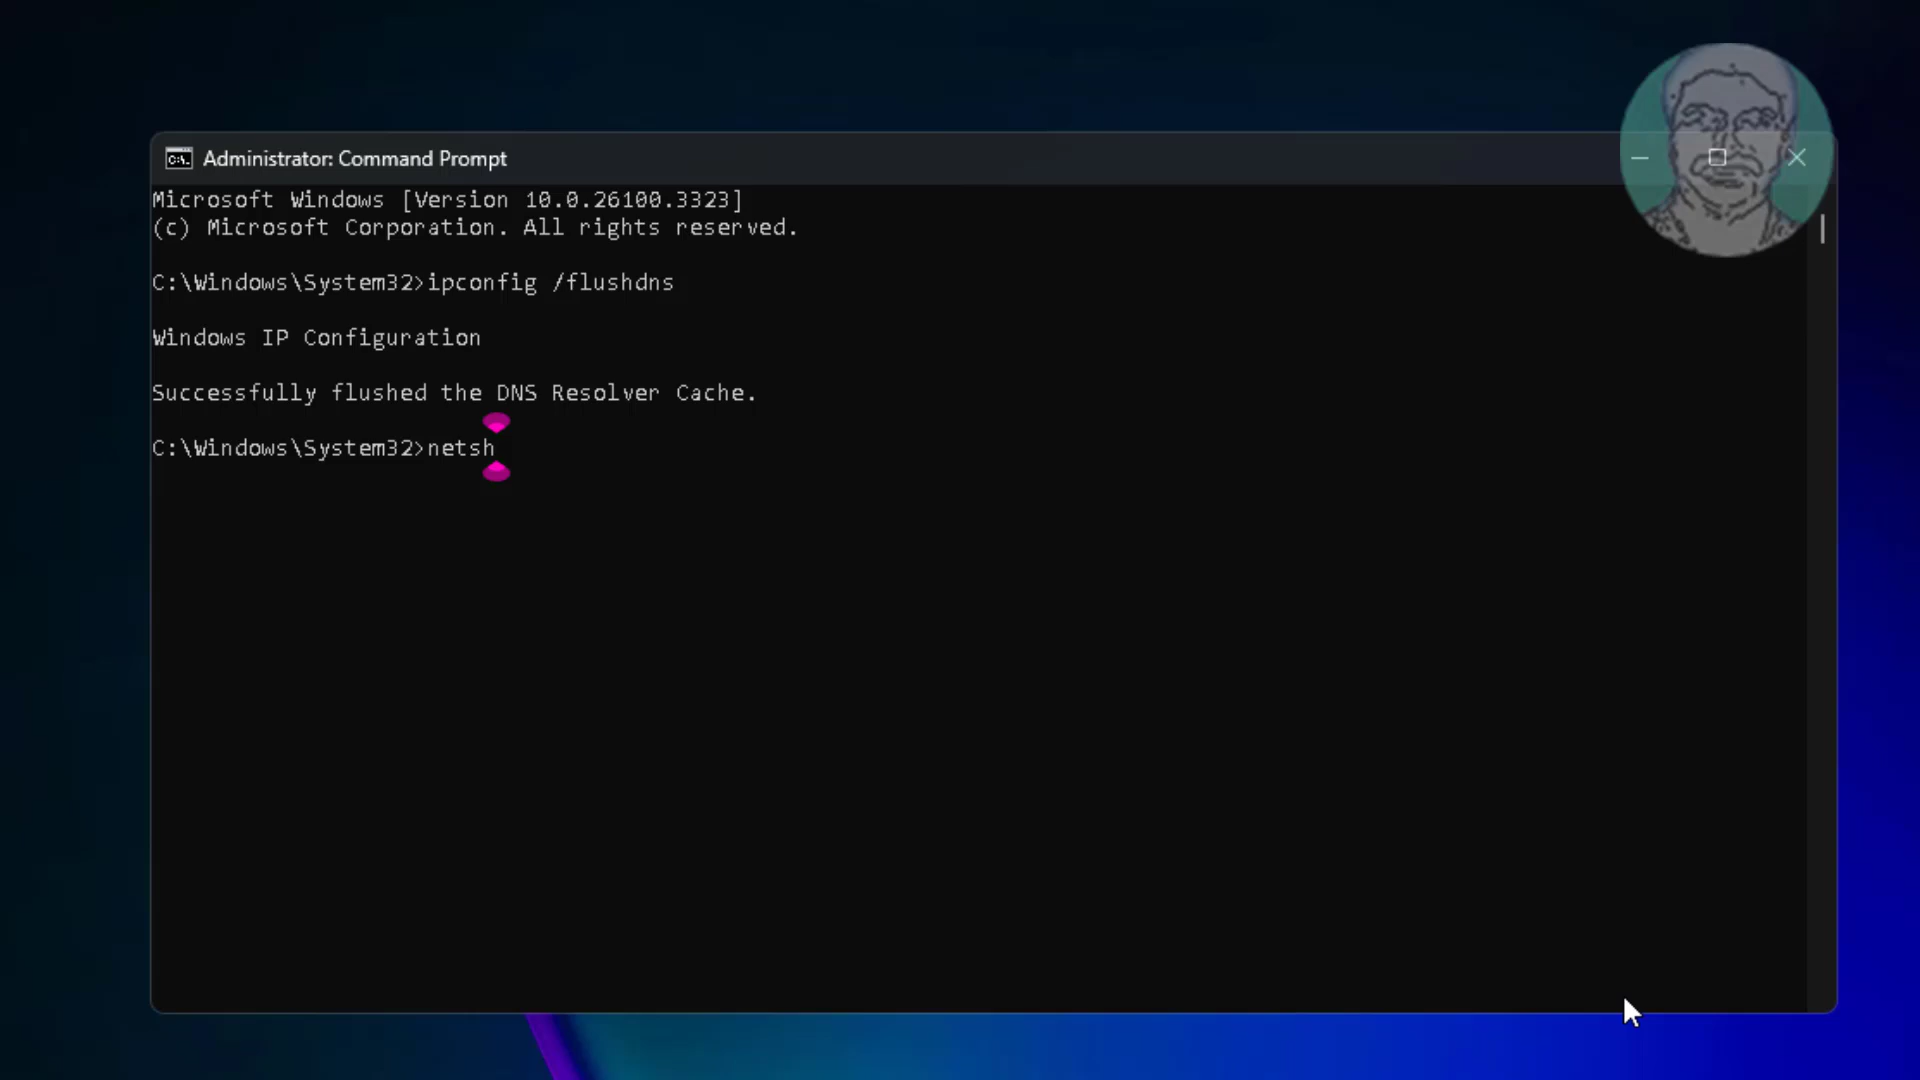 Administrator: Command Prompt
Microsoft Windows [Version 10.0.26100.3323]
(c) Microsoft Corporation. All rights reserved.
C:\Windows\System32>ipconfig /flushdns
Windows IP Configuration
Successfully flushed the DNS Resolver Cache.
C:\Windows\System32>netsh